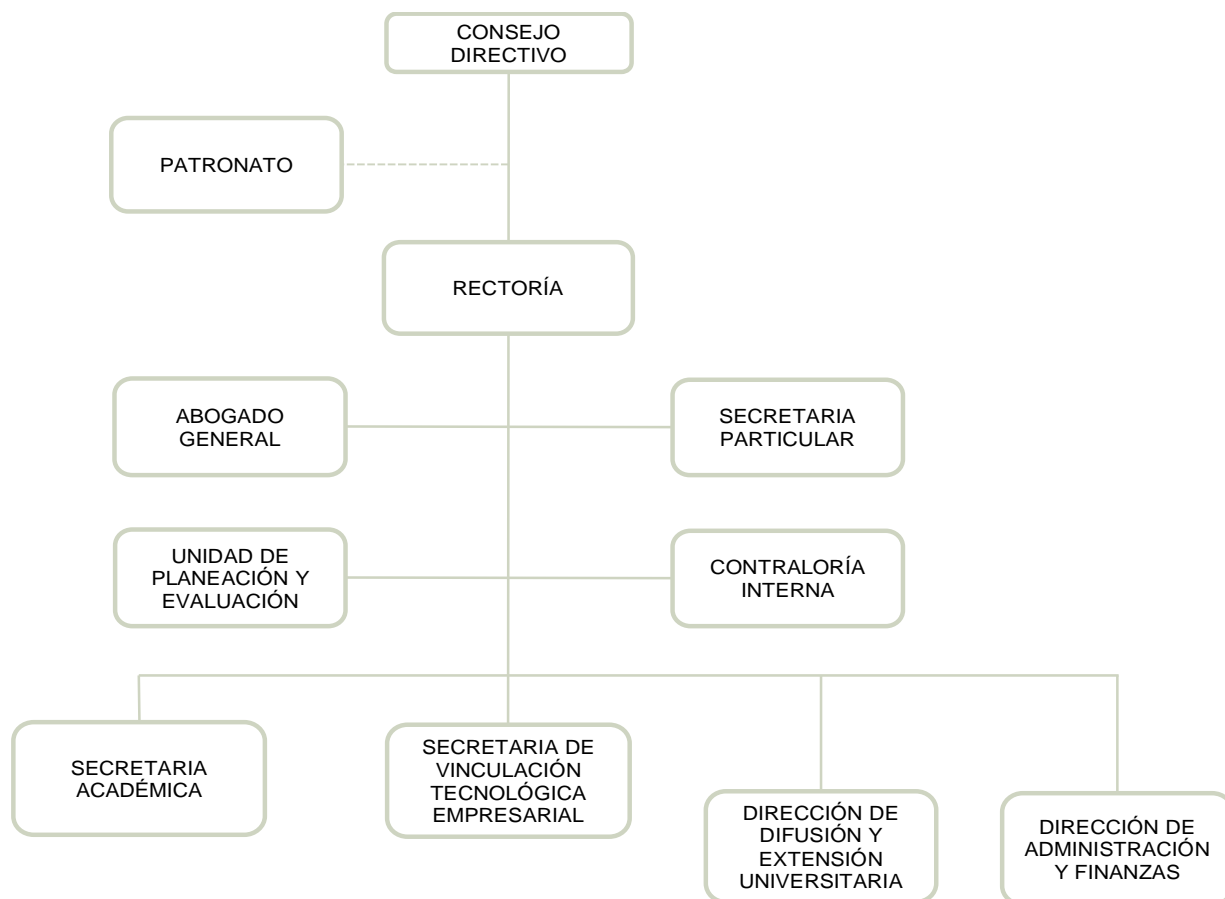 CONSEJO
DIRECTIVO
PATRONATO
RECTORÍA
ABOGADO
GENERAL
SECRETARIA
PARTICULAR
UNIDAD DE
PLANEACIÓN Y
EVALUACIÓN
CONTRALORÍA
INTERNA
SECRETARIA
ACADÉMICA
SECRETARIA DE
VINCULACIÓN
TECNOLÓGICA
EMPRESARIAL
DIRECCIÓN DE
DIFUSIÓN Y
EXTENSIÓN
UNIVERSITARIA
DIRECCIÓN DE
ADMINISTRACIÓN
Y FINANZAS